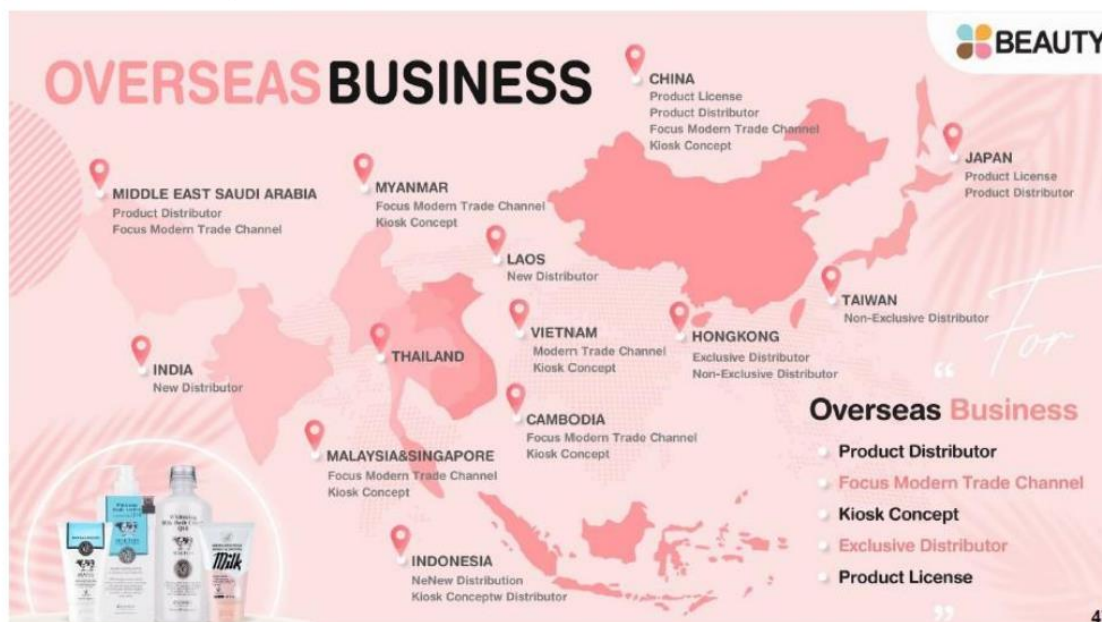 OVERSEAS BUSINESS
BEAUTY
CHINA
Product License
Product Distributor
Focus Modern Trade Channel
Kiosk Concept
JAPAN
Product License
Product Distributor
MIDDLE EAST SAUDI ARABIA
Product Distributor
Focus Modern Trade Channel
MYANMAR
Focus Modern Trade Channel
Kiosk Concept
LAOS
New Distributor
TAIWAN
Non-Exclusive Distributor
VIETNAM
Modern Trade Channel
Kiosk Concept
HONGKONG
Exclusive Distributor
Non-Exclusive Distributor
THAILAND
INDIA
New Distributor
CAMBODIA
Focus Modern Trade Channel
Kiosk Concept
MALAYSIA&SINGAPORE
Focus Modern Trade Channel
Kiosk Concept
INDONESIA
NeNew Distribution
Kiosk Conceptw Distributor
For
“
Overseas Business
Product Distributor
Focus Modern Trade Channel
Kiosk Concept
Exclusive Distributor
Product License
”
Milk
4